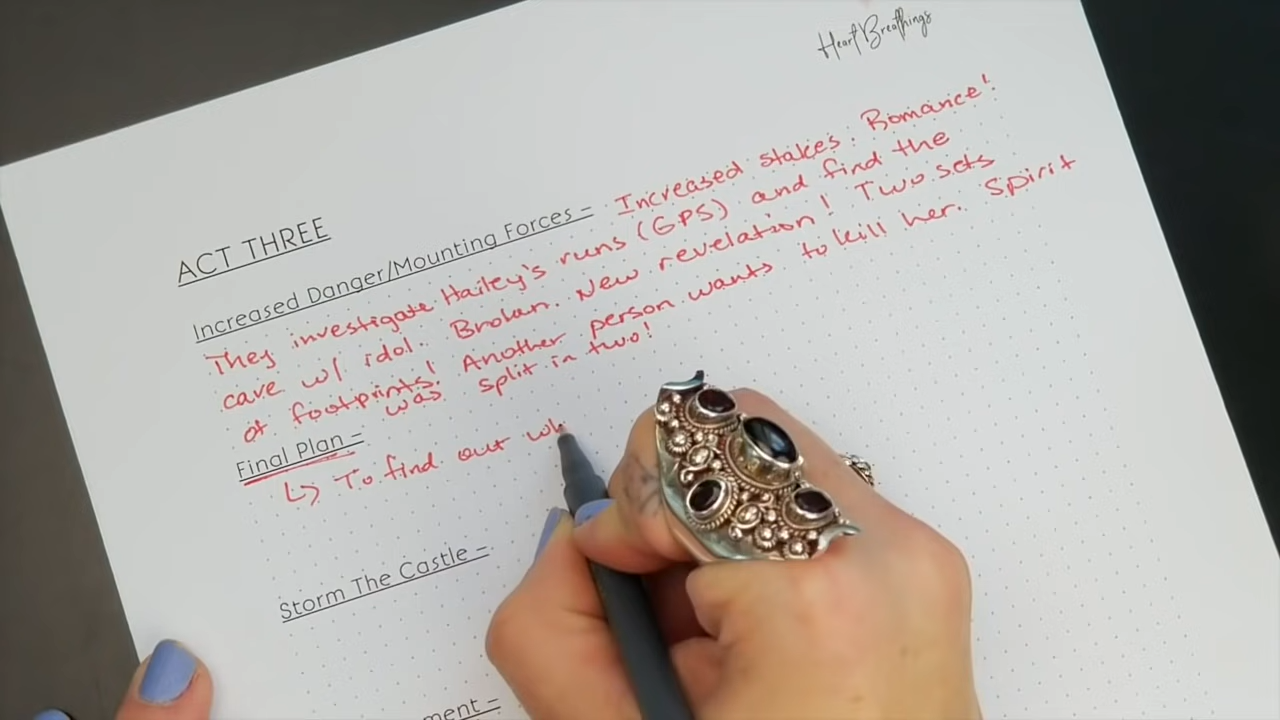 Heart Breathings
ACT THREE
Increased Danger/Mounting Forces - Increased stakes. Romance!
They investigate Hailey's runs (GPS) and find the
cave w/ idol. Broken. New revelation! Two sets
of footprints! Another person wants to kill her. Spirit
was split in two!
Final Plan -
↳ To find out wh
Storm The Castle -
ment -